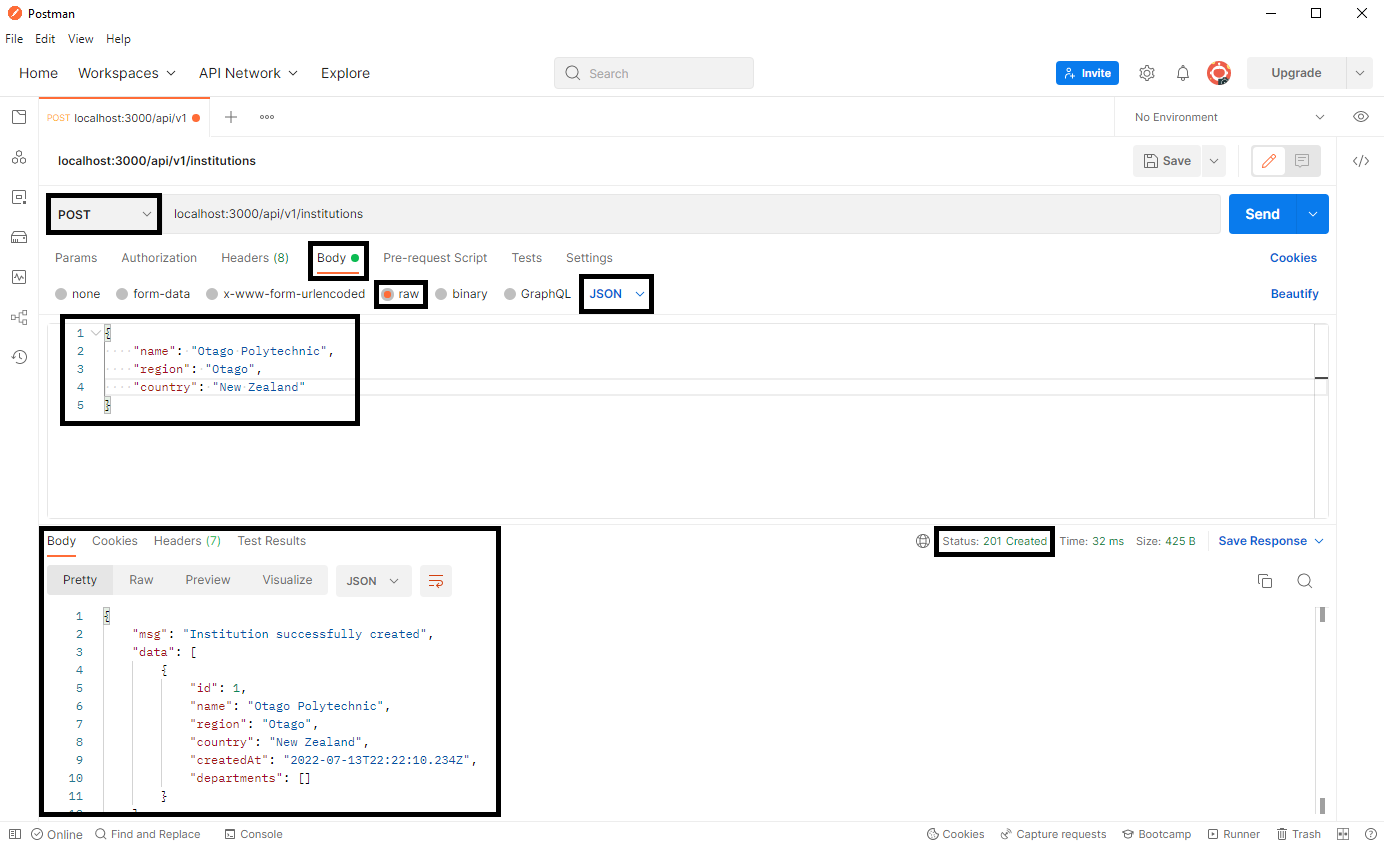 Postman
File Edit View Help
Home Workspaces API Network Explore Search Invite Upgrade
POST localhost:3000/api/v1 No Environment
localhost:3000/api/v1/institutions Save
POST localhost:3000/api/v1/institutions Send
Params Authorization Headers (8) Body Pre-request Script Tests Settings Cookies
none form-data x-www-form-urlencoded raw binary GraphQL JSON Beautify
1 {
2 "name": "Otago Polytechnic",
3 "region": "Otago",
4 "country": "New Zealand"
5 }
Body Cookies Headers (7) Test Results Status: 201 Created Time: 32 ms Size: 425 B Save Response
Pretty Raw Preview Visualize JSON
1 {
2 "msg": "Institution successfully created",
3 "data": [
4 {
5 "id": 1,
6 "name": "Otago Polytechnic",
7 "region": "Otago",
8 "country": "New Zealand",
9 "createdAt": "2022-07-13T22:22:10.234Z",
10 "departments": []
11 }
Online Find and Replace Console Cookies Capture requests Bootcamp Runner Trash